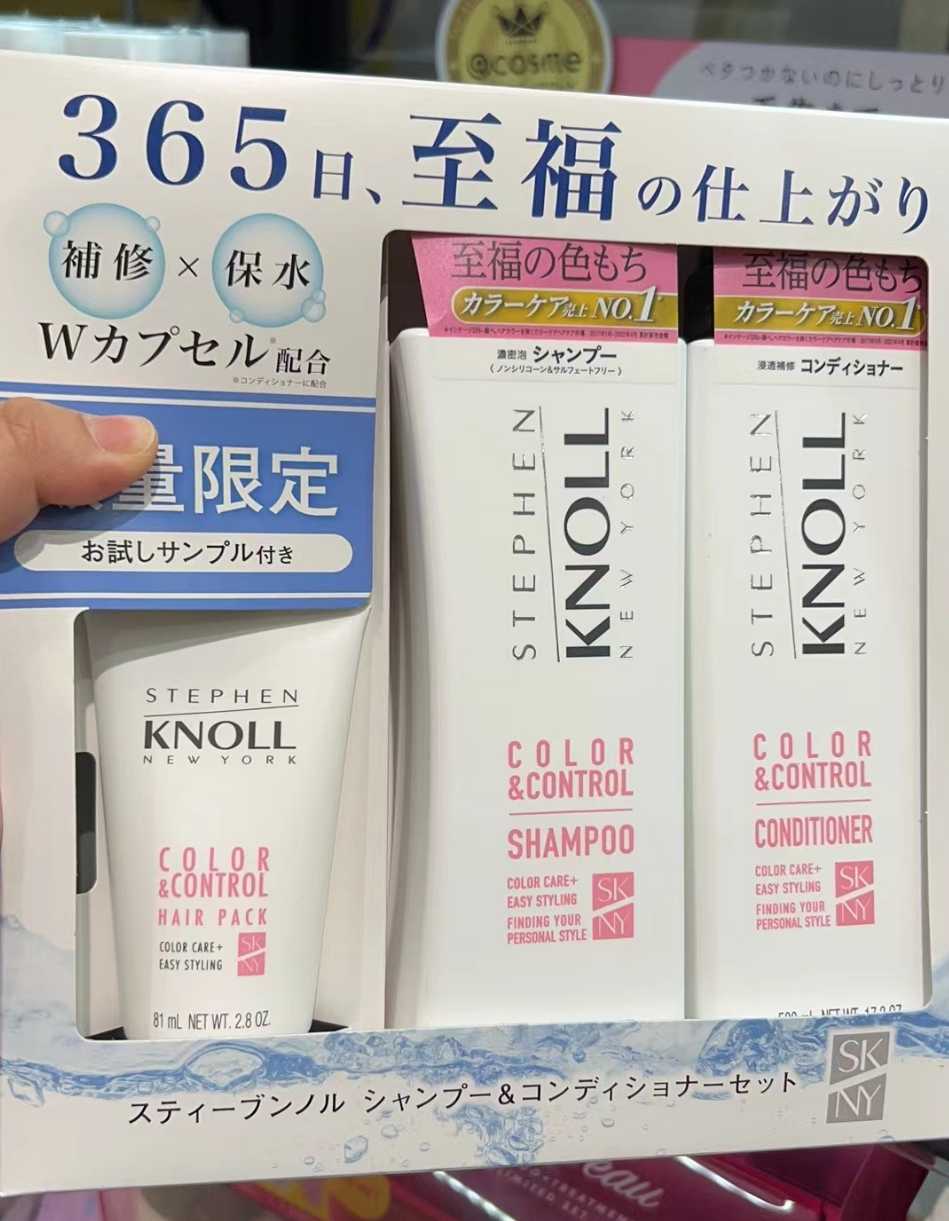 @cosme
ベタつかないのにしっとり
365日、至福の仕上がり
補修×保水
Wカプセル※配合
※コンディショナーに配合
量限定
お試しサンプル付き
至福の色もち
カラーケア売上NO.1
濃密泡 シャンプー
(ノンシリコーン&サルフェートフリー)
STEPHEN
KNOLL
NEW YORK
COLOR
&CONTROL
SHAMPOO
COLOR CARE+
EASY STYLING
FINDING YOUR
PERSONAL STYLE
SK
NY
至福の色もち
カラーケア売上NO.1
浸透補修 コンディショナー
STEPHEN
KNOLL
NEW YORK
COLOR
&CONTROL
CONDITIONER
COLOR CARE+
EASY STYLING
FINDING YOUR
PERSONAL STYLE
SK
NY
STEPHEN
KNOLL
NEW YORK
COLOR
&CONTROL
HAIR PACK
COLOR CARE+
EASY STYLING
SK
NY
81 mL NET WT. 2.8 OZ.
スティーブンノル シャンプー&コンディショナーセット
SK
NY
eau
LIMITED SET